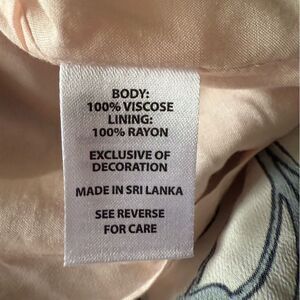 BODY:
100% VISCOSE
LINING:
100% RAYON
EXCLUSIVE OF
DECORATION
MADE IN SRI LANKA
SEE REVERSE
FOR CARE